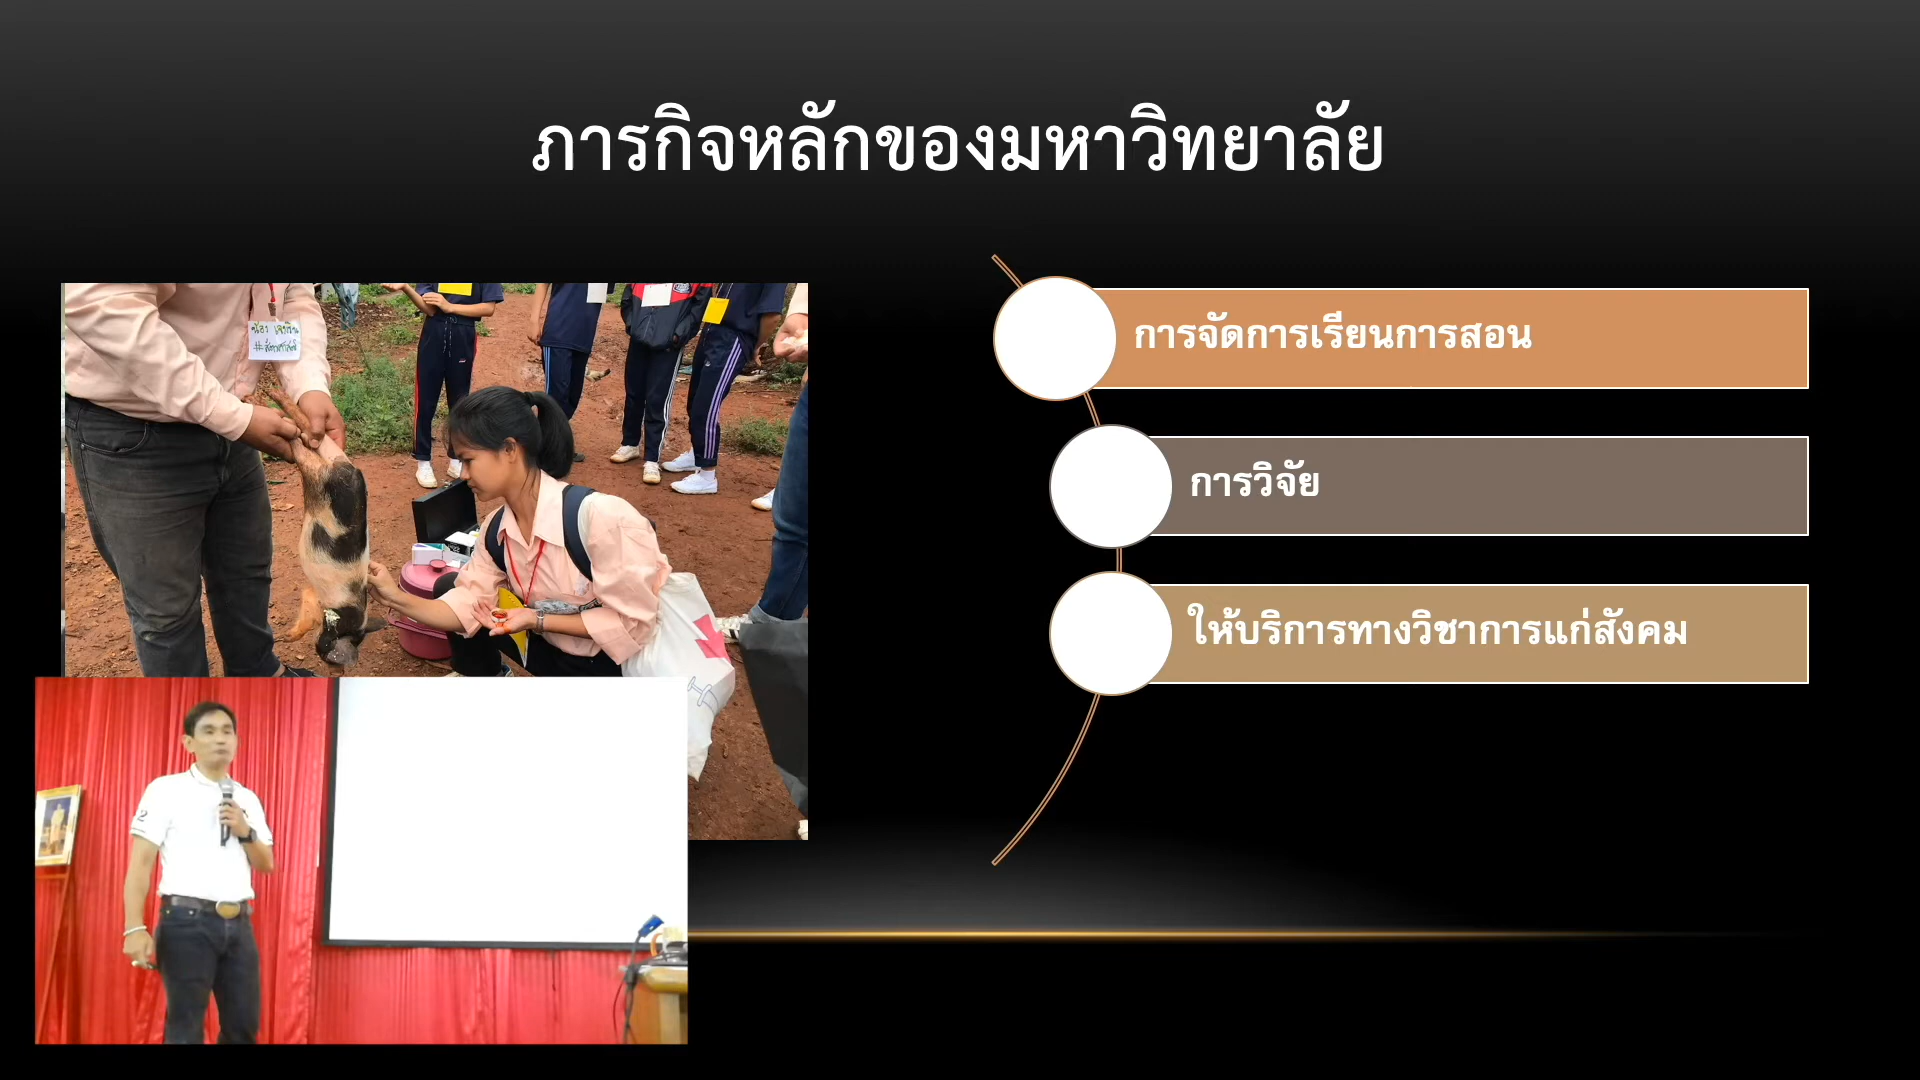 ภารกิจหลักของมหาวิทยาลัย
การจัดการเรียนการสอน
การวิจัย
ให้บริการทางวิชาการแก่สังคม